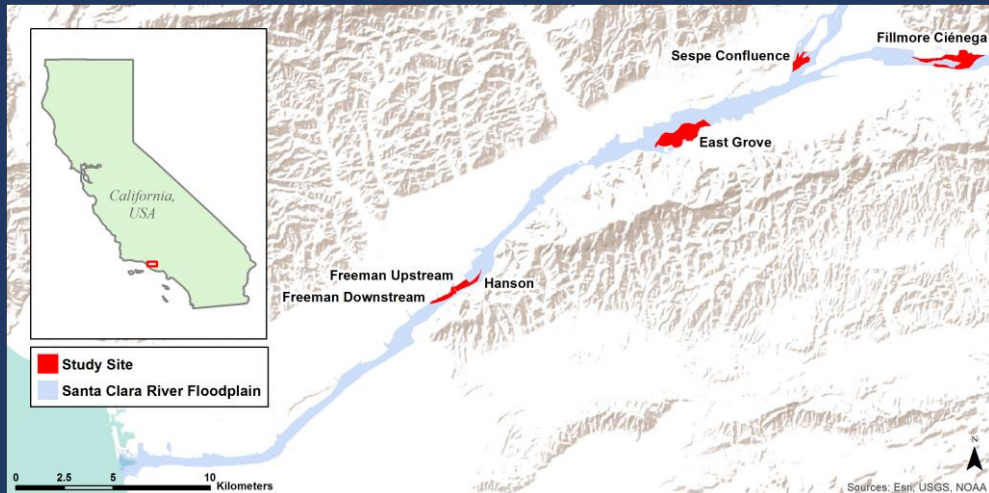 Fillmore Ciénega
Sespe Confluence
East Grove
California,
USA
Freeman Upstream
Hanson
Freeman Downstream
Study Site
Santa Clara River Floodplain
N
0 2.5 5 10
Kilometers
Sources: Esri, USGS, NOAA